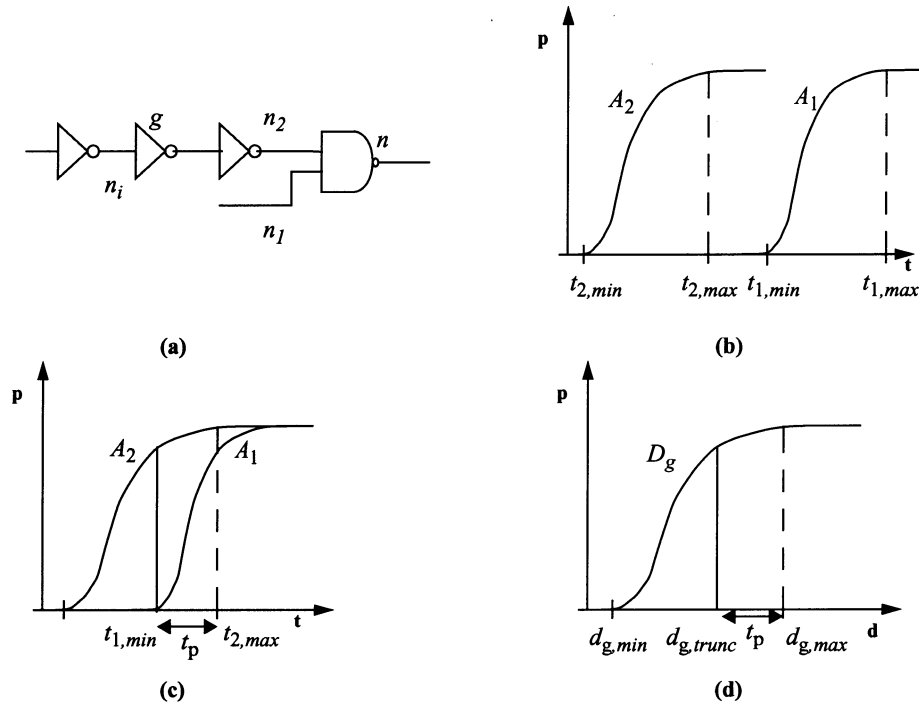 g
n2
n
ni
n1
(a)
p
A2
A1
t
t2,min
t2,max
t1,min
t1,max
(b)
p
A2
A1
t1,min
tp
t2,max
t
(c)
p
Dg
dg,min
dg,trunc
tp
dg,max
d
(d)